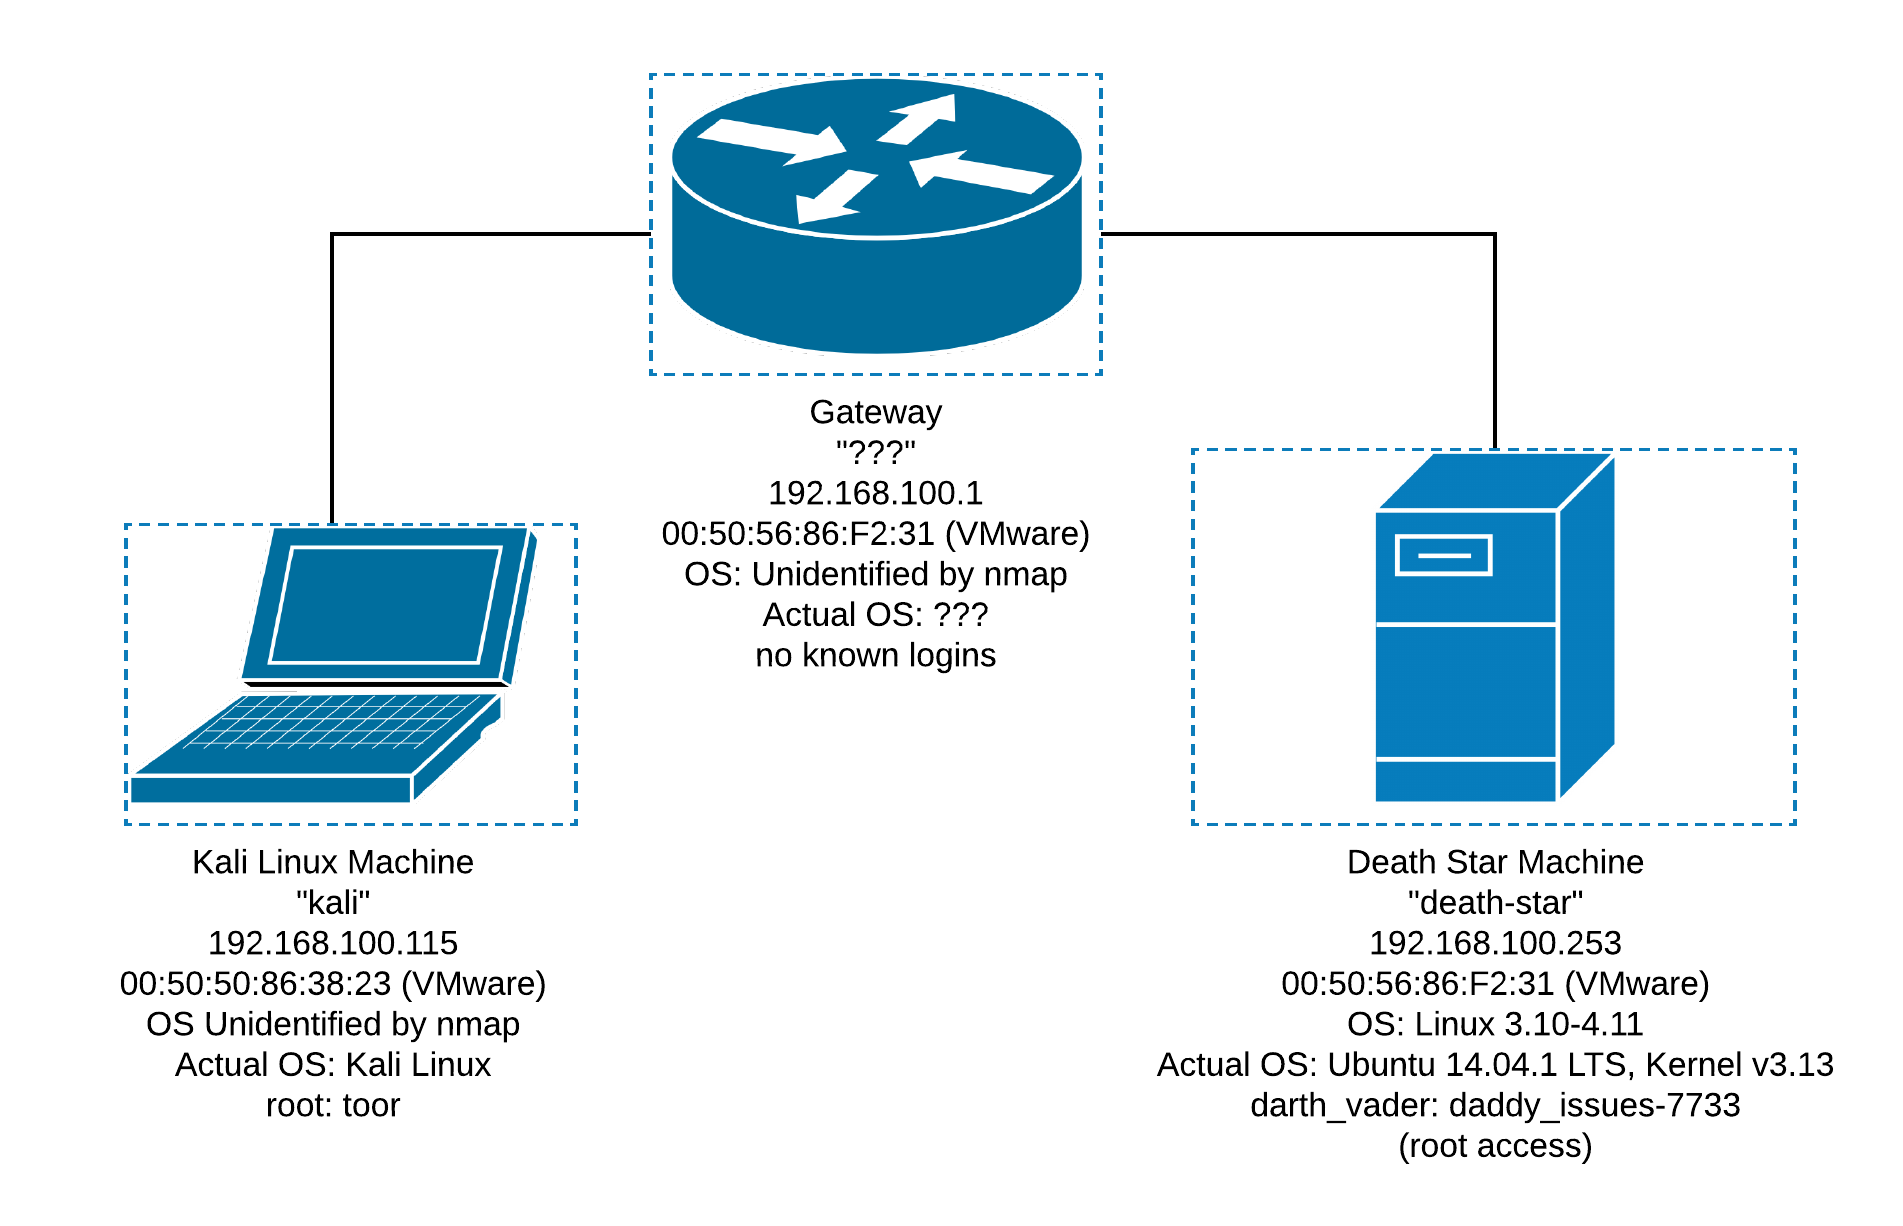 Gateway
"???"
192.168.100.1
00:50:56:86:F2:31 (VMware)
OS: Unidentified by nmap
Actual OS: ???
no known logins
Kali Linux Machine
"kali"
192.168.100.115
00:50:50:86:38:23 (VMware)
OS Unidentified by nmap
Actual OS: Kali Linux
root: toor
Death Star Machine
"death-star"
192.168.100.253
00:50:56:86:F2:31 (VMware)
OS: Linux 3.10-4.11
Actual OS: Ubuntu 14.04.1 LTS, Kernel v3.13
darth_vader: daddy_issues-7733
(root access)